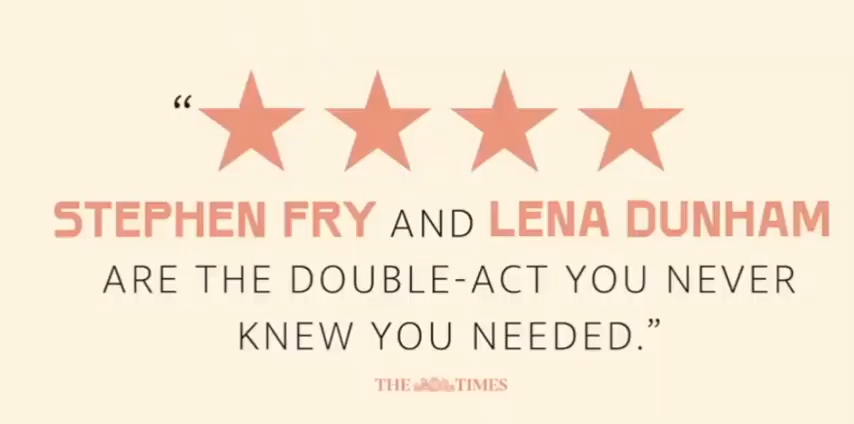 “
STEPHEN FRY AND LENA DUNHAM
ARE THE DOUBLE-ACT YOU NEVER
KNEW YOU NEEDED.”
THE TIMES